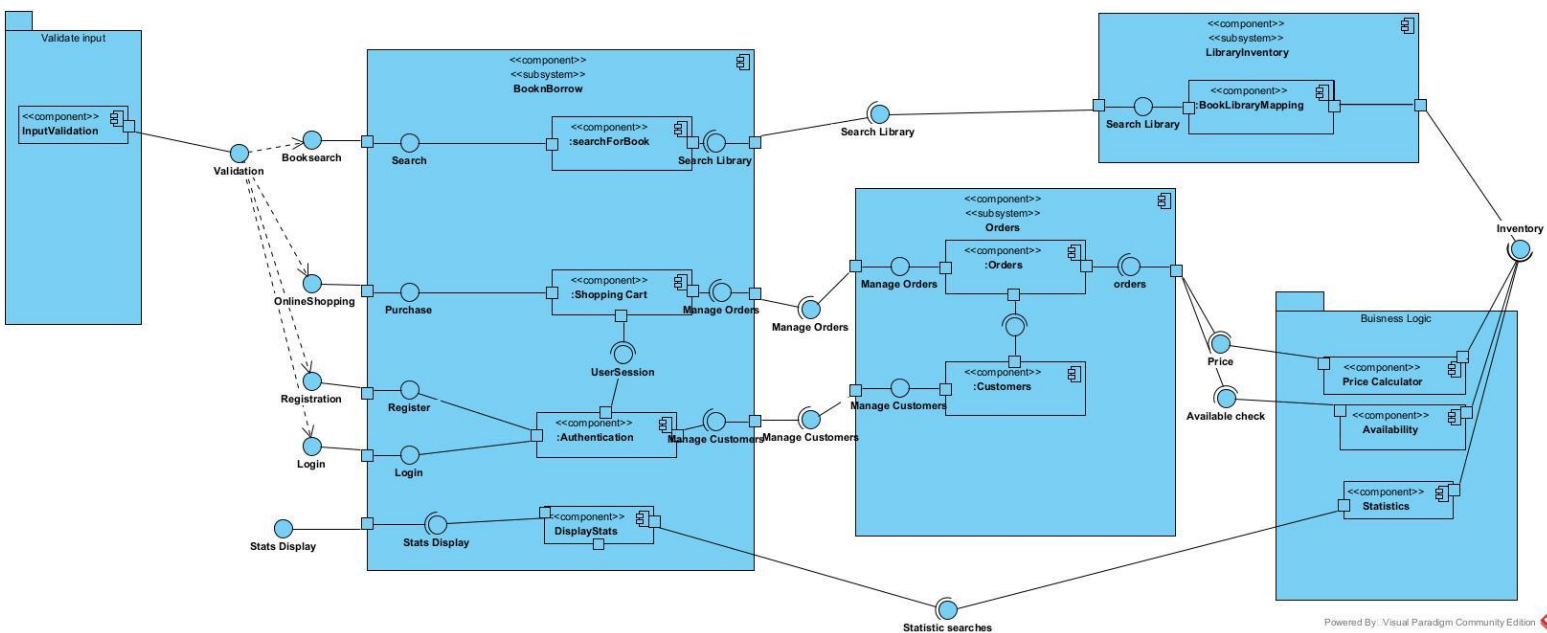 Validate input
<<component>>
InputValidation
Validation
Booksearch
OnlineShopping
Registration
Login
Stats Display
<<component>>
<<subsystem>>
BooknBorrow
Search
<<component>>
:searchForBook
Search Library
Purchase
<<component>>
:Shopping Cart
Manage Orders
UserSession
Register
Login
<<component>>
:Authentication
Manage Customers
Stats Display
<<component>>
DisplayStats
Search Library
Manage Orders
Manage Customers
Statistic searches
<<component>>
<<subsystem>>
Orders
Manage Orders
<<component>>
:Orders
orders
Manage Customers
<<component>>
:Customers
<<component>>
<<subsystem>>
LibraryInventory
Search Library
<<component>>
:BookLibraryMapping
Inventory
Price
Available check
Buisness Logic
<<component>>
Price Calculator
<<component>>
Availability
<<component>>
Statistics
Powered By: Visual Paradigm Community Edition